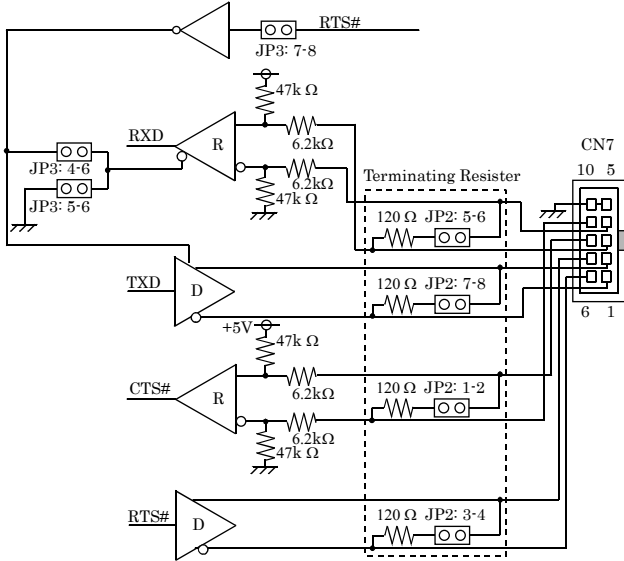 RTS#
JP3: 7-8
47k Ω
RXD
R
6.2kΩ
6.2kΩ
47k Ω
JP3: 4-6
JP3: 5-6
Terminating Resister
CN7
10 5
120 Ω JP2: 5-6
TXD
D
120 Ω JP2: 7-8
6 1
+5V
47k Ω
CTS#
R
6.2kΩ
6.2kΩ
47k Ω
120 Ω JP2: 1-2
RTS#
D
120 Ω JP2: 3-4